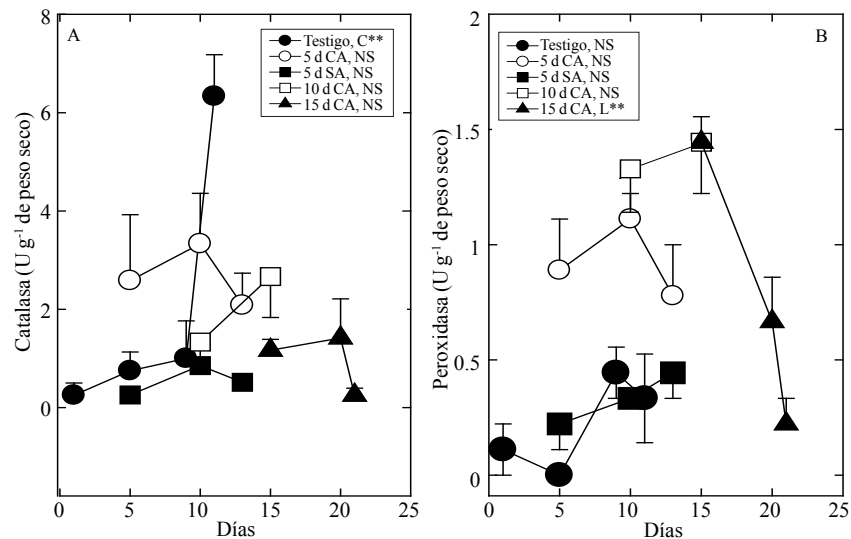 A
Testigo, C**
5 d CA, NS
5 d SA, NS
10 d CA, NS
15 d CA, NS
Catalasa (U g⁻¹ de peso seco)
8
6
4
2
0
0 5 10 15 20 25
Días
B
Testigo, NS
5 d CA, NS
5 d SA, NS
10 d CA, NS
15 d CA, L**
Peroxidasa (U g⁻¹ de peso seco)
2
1.5
1
0.5
0
0 5 10 15 20 25
Días